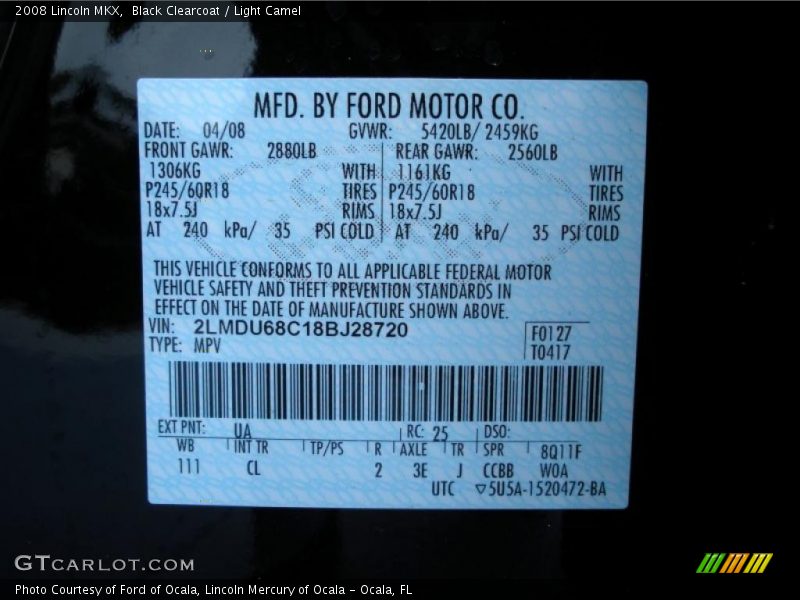 2008 Lincoln MKX, Black Clearcoat / Light Camel
MFD. BY FORD MOTOR CO.
DATE: 04/08 GVWR: 5420LB/ 2459KG
FRONT GAWR: 2880LB REAR GAWR: 2560LB
1306KG WITH 1161KG WITH
P245/60R18 TIRES P245/60R18 TIRES
18x7.5J RIMS 18x7.5J RIMS
AT 240 kPa/ 35 PSI COLD AT 240 kPa/ 35 PSI COLD
THIS VEHICLE CONFORMS TO ALL APPLICABLE FEDERAL MOTOR
VEHICLE SAFETY AND THEFT PREVENTION STANDARDS IN
EFFECT ON THE DATE OF MANUFACTURE SHOWN ABOVE.
VIN: 2LMDU68C18BJ28720 F0127
TYPE: MPV T0417
EXT PNT: UA RC: 25 DSO:
WB INT TR TP/PS R AXLE TR SPR 8Q11F
111 CL 2 3E J CCBB W0A
UTC ▽5U5A-1520472-BA
GTCARLOT.COM
Photo Courtesy of Ford of Ocala, Lincoln Mercury of Ocala - Ocala, FL